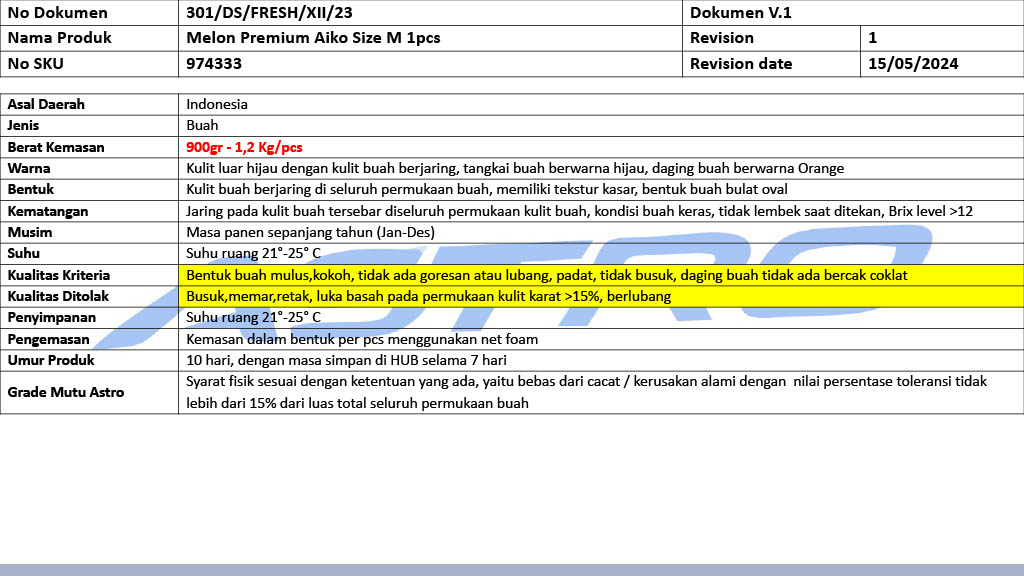 No Dokumen 301/DS/FRESH/XII/23 Dokumen V.1
Nama Produk Melon Premium Aiko Size M 1pcs Revision 1
No SKU 974333 Revision date 15/05/2024
Asal Daerah Indonesia
Jenis Buah
Berat Kemasan 900gr - 1,2 Kg/pcs
Warna Kulit luar hijau dengan kulit buah berjaring, tangkai buah berwarna hijau, daging buah berwarna Orange
Bentuk Kulit buah berjaring di seluruh permukaan buah, memiliki tekstur kasar, bentuk buah bulat oval
Kematangan Jaring pada kulit buah tersebar diseluruh permukaan kulit buah, kondisi buah keras, tidak lembek saat ditekan, Brix level >12
Musim Masa panen sepanjang tahun (Jan-Des)
Suhu Suhu ruang 21°-25° C
Kualitas Kriteria Bentuk buah mulus,kokoh, tidak ada goresan atau lubang, padat, tidak busuk, daging buah tidak ada bercak coklat
Kualitas Ditolak Busuk,memar,retak, luka basah pada permukaan kulit karat >15%, berlubang
Penyimpanan Suhu ruang 21°-25° C
Pengemasan Kemasan dalam bentuk per pcs menggunakan net foam
Umur Produk 10 hari, dengan masa simpan di HUB selama 7 hari
Grade Mutu Astro Syarat fisik sesuai dengan ketentuan yang ada, yaitu bebas dari cacat / kerusakan alami dengan  nilai persentase toleransi tidak
lebih dari 15% dari luas total seluruh permukaan buah
ASTRO